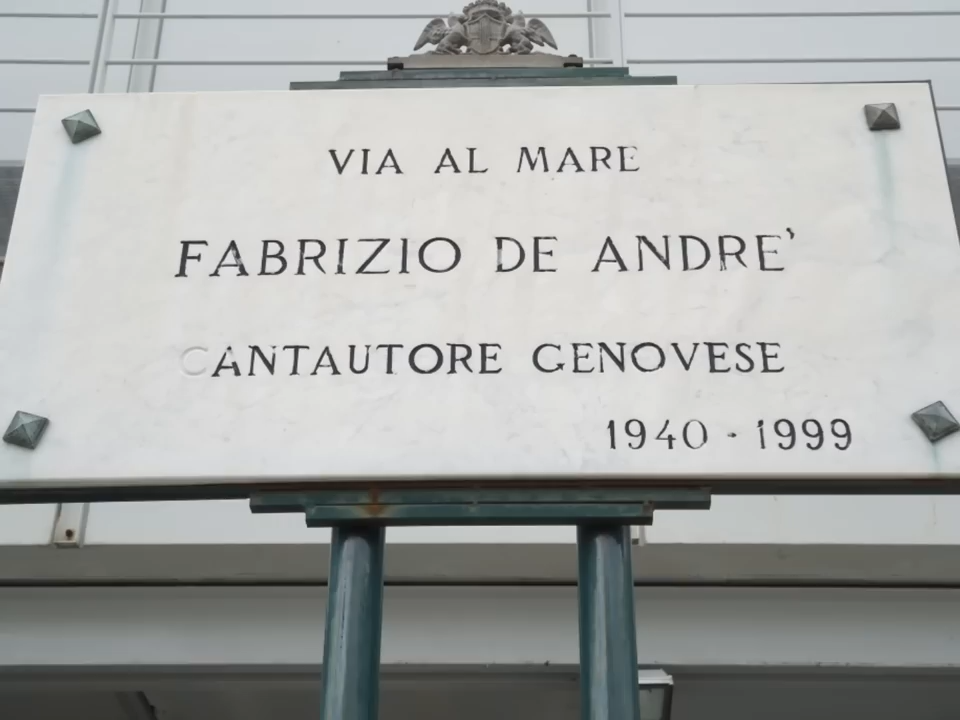 VIA AL MARE
FABRIZIO DE ANDRE'
CANTAUTORE GENOVESE
1940 - 1999